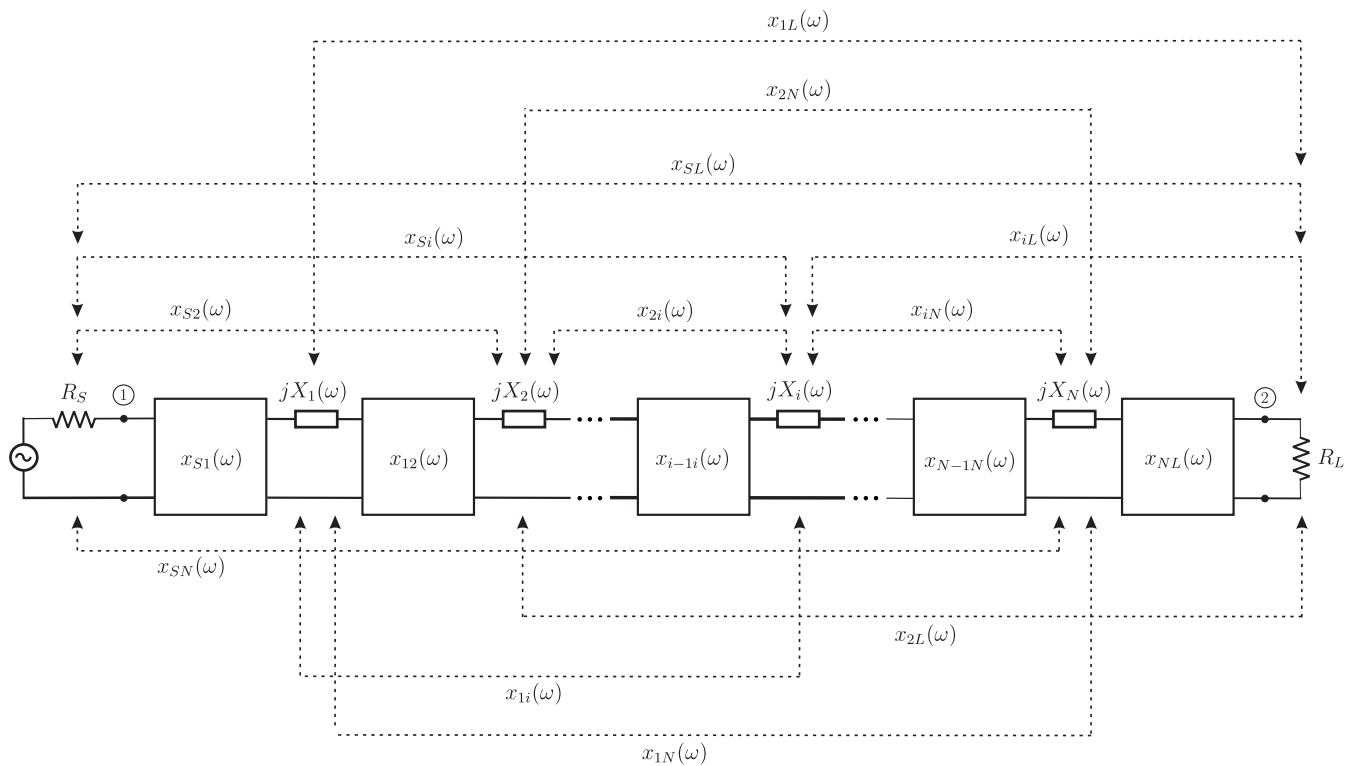 x_{1L}(ω)
x_{2N}(ω)
x_{SL}(ω)
x_{Si}(ω) x_{iL}(ω)
x_{S2}(ω) x_{2i}(ω) x_{iN}(ω)
R_S ① jX_1(ω) jX_2(ω) jX_i(ω) jX_N(ω) ②
x_{S1}(ω) x_{12}(ω) ••• x_{i−1i}(ω) ••• x_{N−1N}(ω) x_{NL}(ω) R_L
x_{SN}(ω)
x_{2L}(ω)
x_{1i}(ω)
x_{1N}(ω)